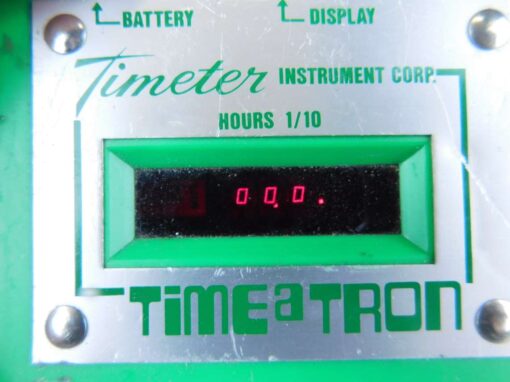 BATTERY DISPLAY
Timeter INSTRUMENT CORP.
HOURS 1/10
00.0.
TIMEaTRON